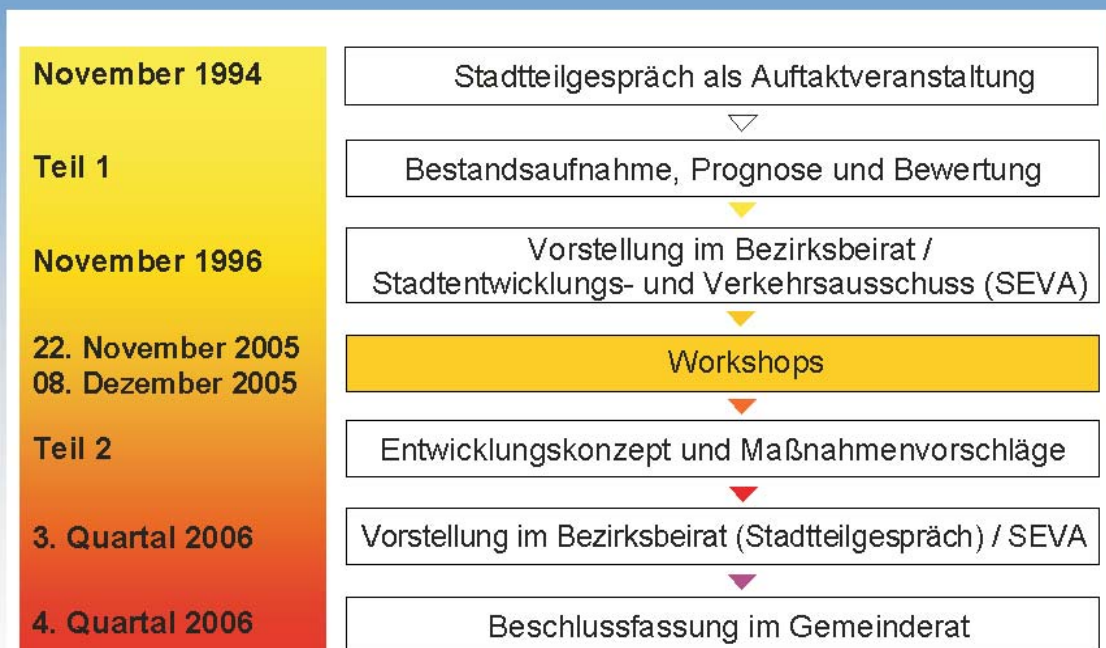 November 1994
Stadtteilgespräch als Auftaktveranstaltung
Teil 1
Bestandsaufnahme, Prognose und Bewertung
November 1996
Vorstellung im Bezirksbeirat /
Stadtentwicklungs- und Verkehrsausschuss (SEVA)
22. November 2005
08. Dezember 2005
Workshops
Teil 2
Entwicklungskonzept und Maßnahmenvorschläge
3. Quartal 2006
Vorstellung im Bezirksbeirat (Stadtteilgespräch) / SEVA
4. Quartal 2006
Beschlussfassung im Gemeinderat